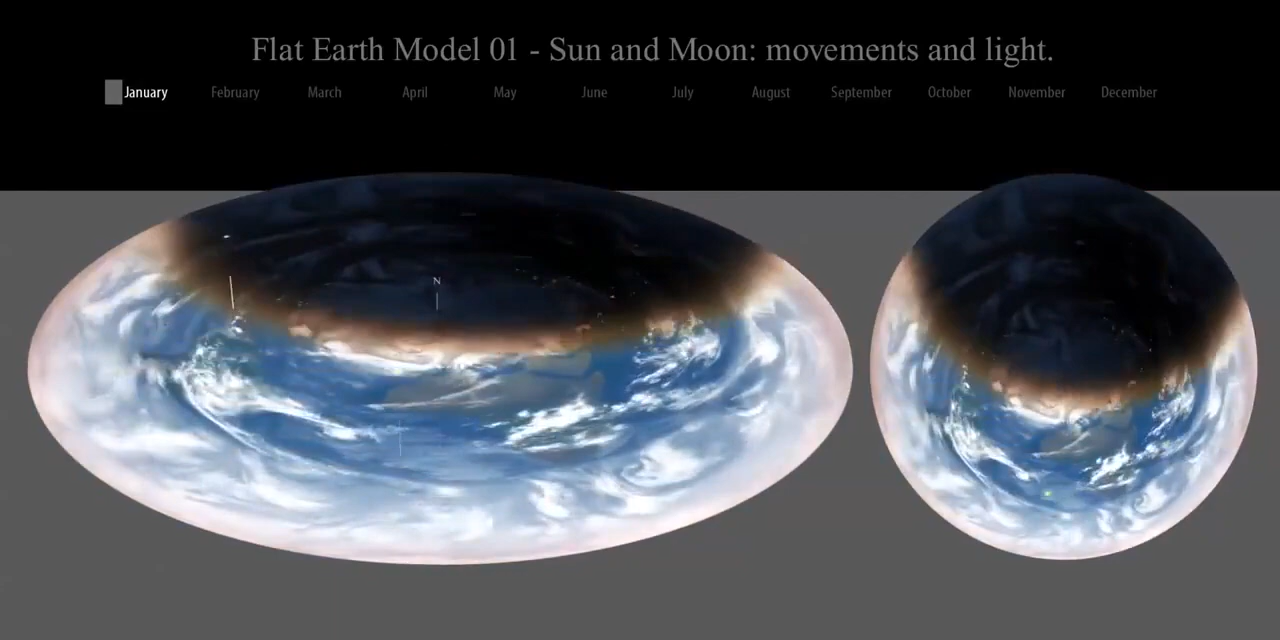 Flat Earth Model 01 - Sun and Moon: movements and light.
January February March April May June July August September October November December
N